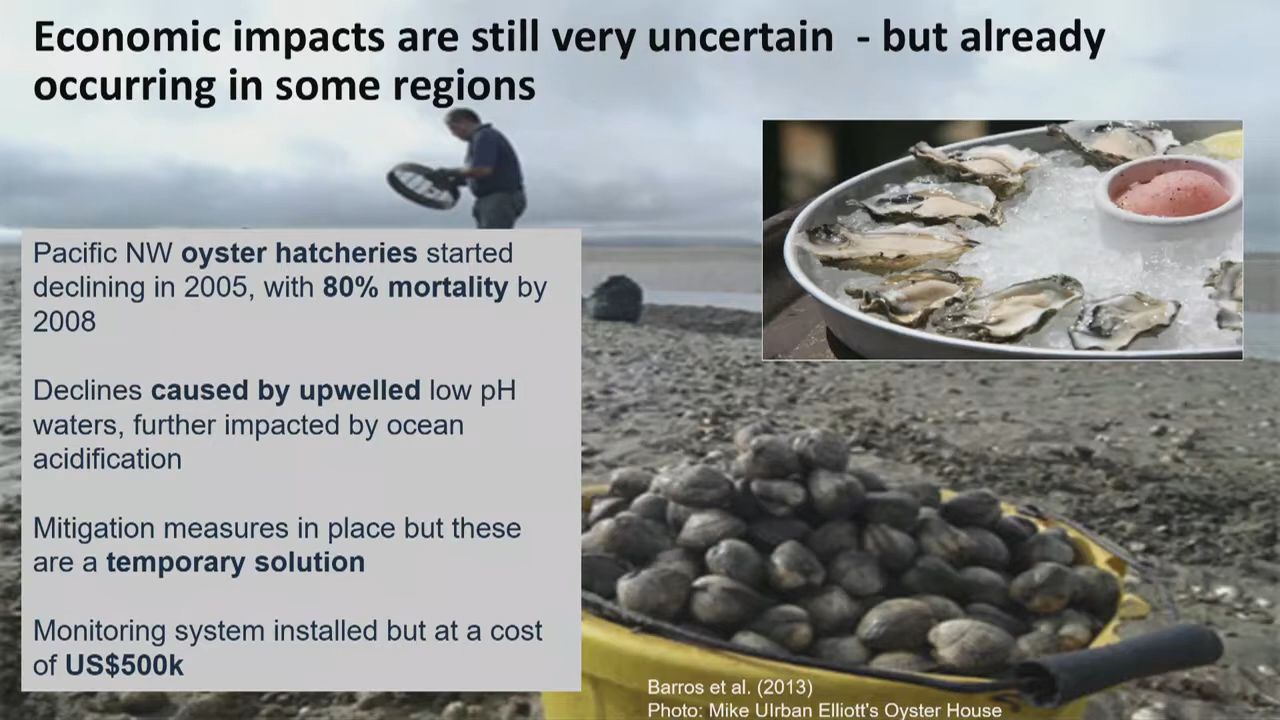 Economic impacts are still very uncertain - but already
occurring in some regions
Pacific NW oyster hatcheries started
declining in 2005, with 80% mortality by
2008
Declines caused by upwelled low pH
waters, further impacted by ocean
acidification
Mitigation measures in place but these
are a temporary solution
Monitoring system installed but at a cost
of US$500k
Barros et al. (2013)
Photo: Mike UIrban Elliott's Oyster House